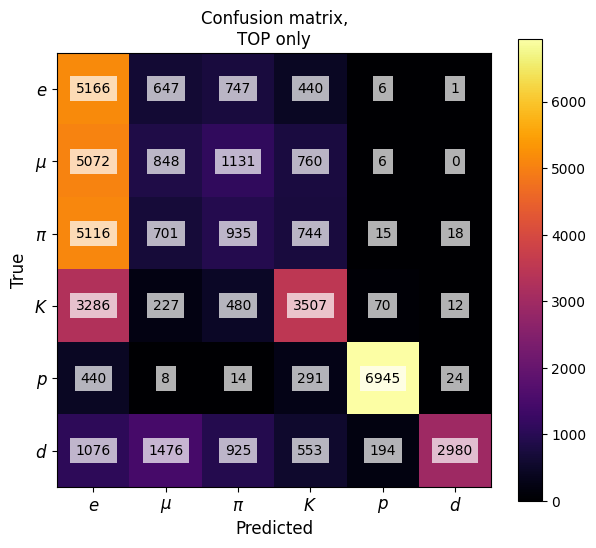 Confusion matrix,
TOP only
True
e 5166 647 747 440 6 1
μ 5072 848 1131 760 6 0
π 5116 701 935 744 15 18
K 3286 227 480 3507 70 12
p 440 8 14 291 6945 24
d 1076 1476 925 553 194 2980
e μ π K p d
Predicted
6000
5000
4000
3000
2000
1000
0